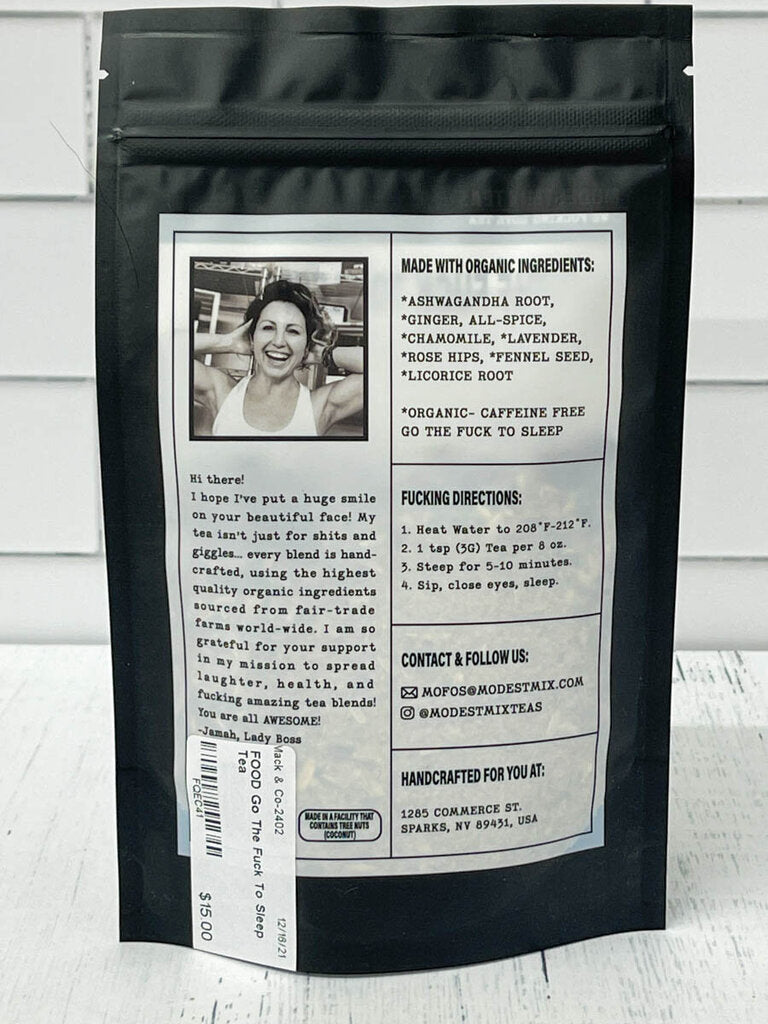 Hi there!
I hope I've put a huge smile
on your beautiful face! My
tea isn't just for shits and
giggles... every blend is hand-
crafted, using the highest
quality organic ingredients
sourced from fair-trade
farms world-wide. I am so
grateful for your support
in my mission to spread
laughter, health, and
fucking amazing tea blends!
You are all AWESOME!
-Jamah, Lady Boss
MADE WITH ORGANIC INGREDIENTS:
*ASHWAGANDHA ROOT,
*GINGER, ALL-SPICE,
*CHAMOMILE, *LAVENDER,
*ROSE HIPS, *FENNEL SEED,
*LICORICE ROOT
*ORGANIC- CAFFEINE FREE
GO THE FUCK TO SLEEP
FUCKING DIRECTIONS:
1. Heat Water to 208°F-212°F.
2. 1 tsp (3G) Tea per 8 oz.
3. Steep for 5-10 minutes.
4. Sip, close eyes, sleep.
CONTACT & FOLLOW US:
MOFOS@MODESTMIX.COM
@MODESTMIXTEAS
HANDCRAFTED FOR YOU AT:
1285 COMMERCE ST.
SPARKS, NV 89431, USA
MADE IN A FACILITY THAT
CONTAINS TREE NUTS
(COCONUT)
Mack & Co-2402
12/16/21
FOOD Go The Fuck To Sleep
Tea
FQEC41
$15.00